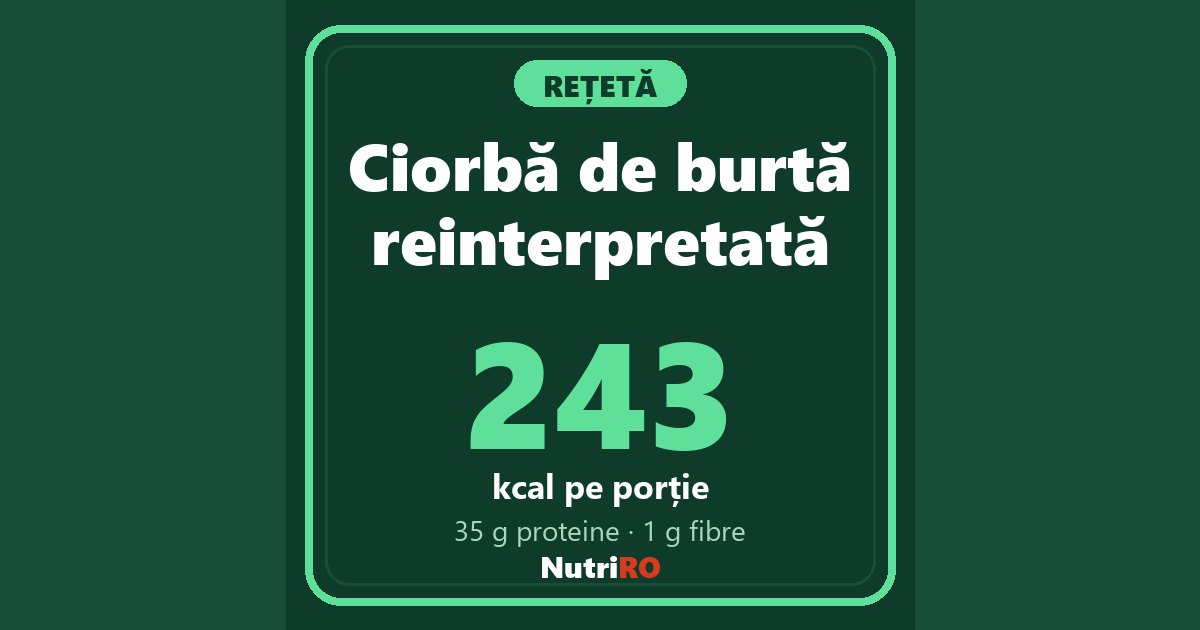 REȚETĂ
Ciorbă de burtă
reinterpretată
243
kcal pe porție
35 g proteine · 1 g fibre
NutriRO